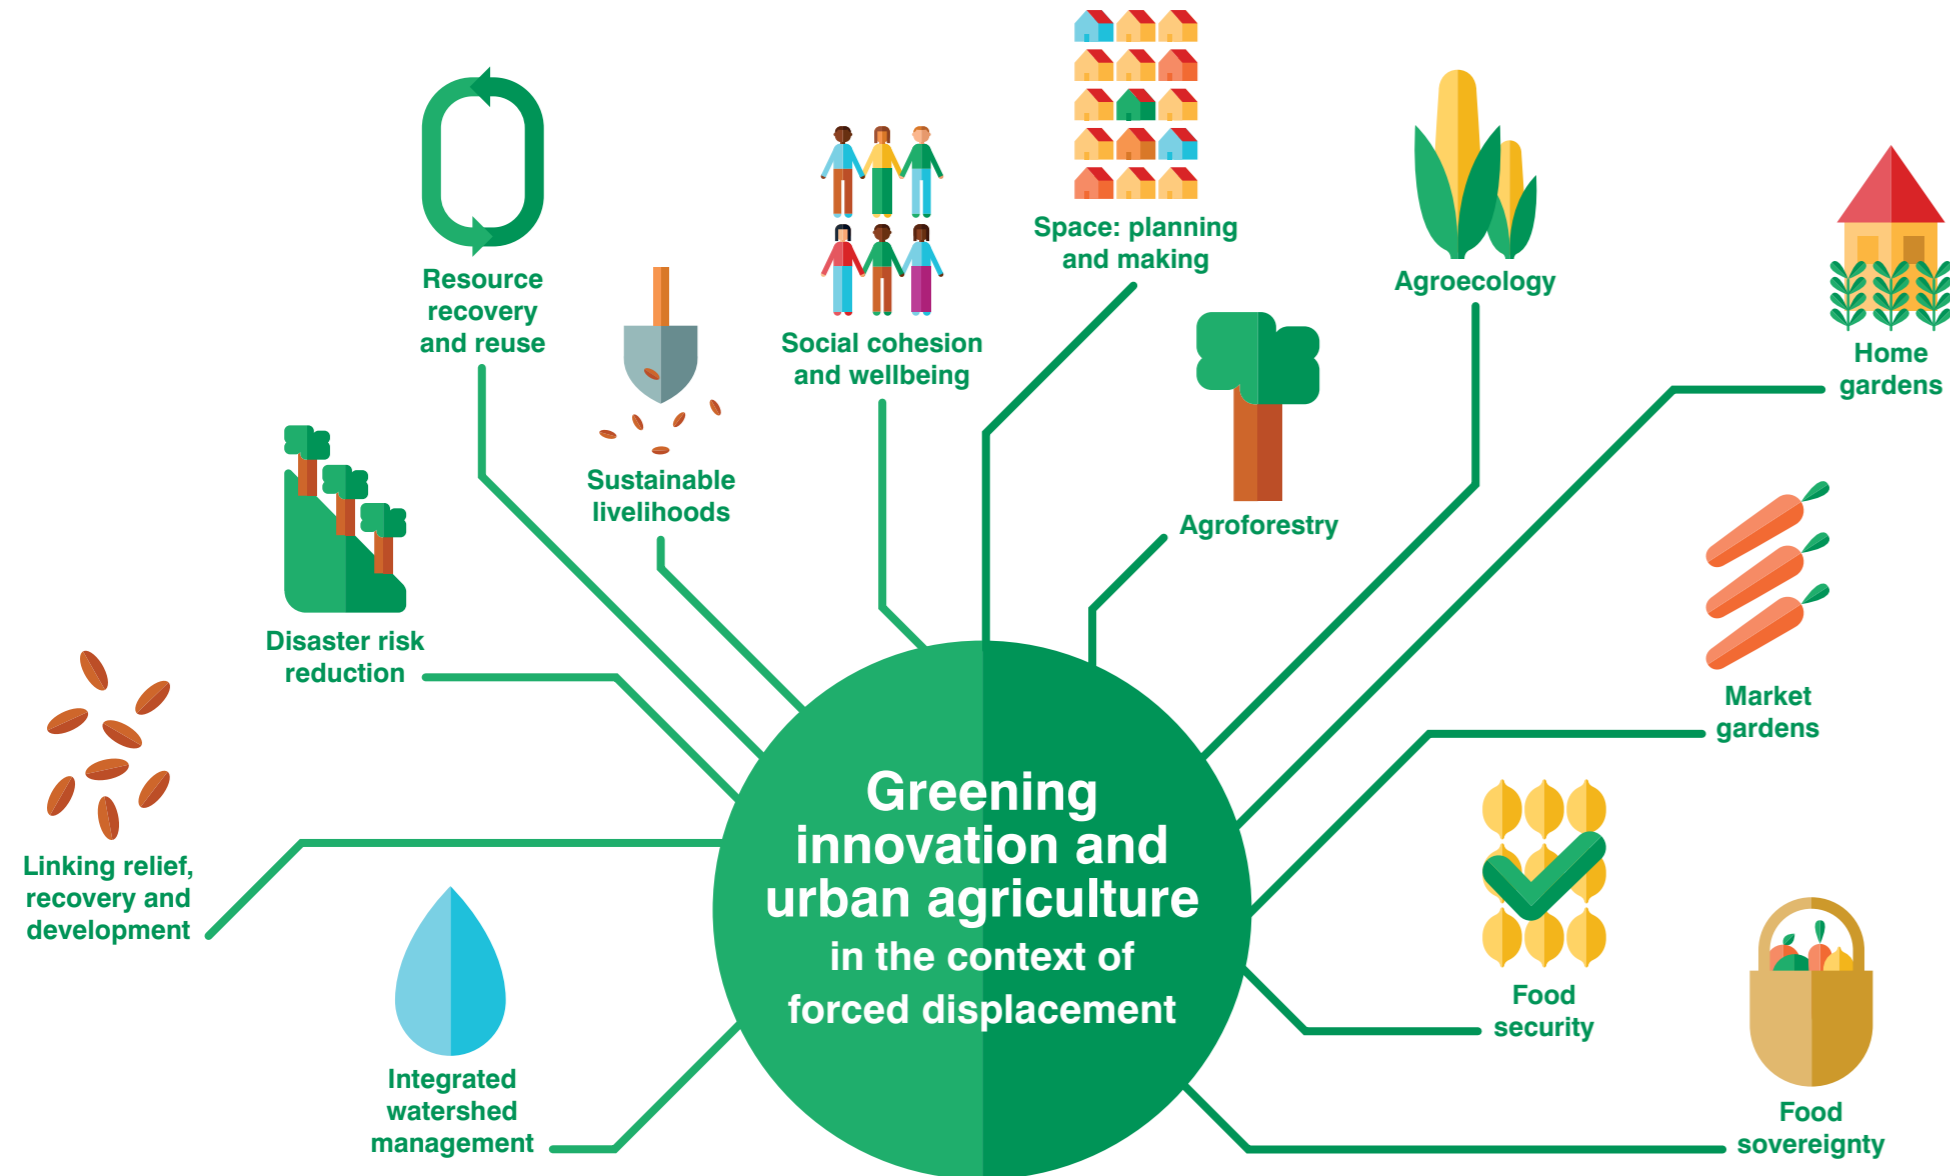 Resource
recovery
and reuse
Sustainable
livelihoods
Social cohesion
and wellbeing
Space: planning
and making
Agroforestry
Agroecology
Home
gardens
Market
gardens
Food
security
Food
sovereignty
Disaster risk
reduction
Linking relief,
recovery and
development
Integrated
watershed
management
Greening
innovation and
urban agriculture
in the context of
forced displacement